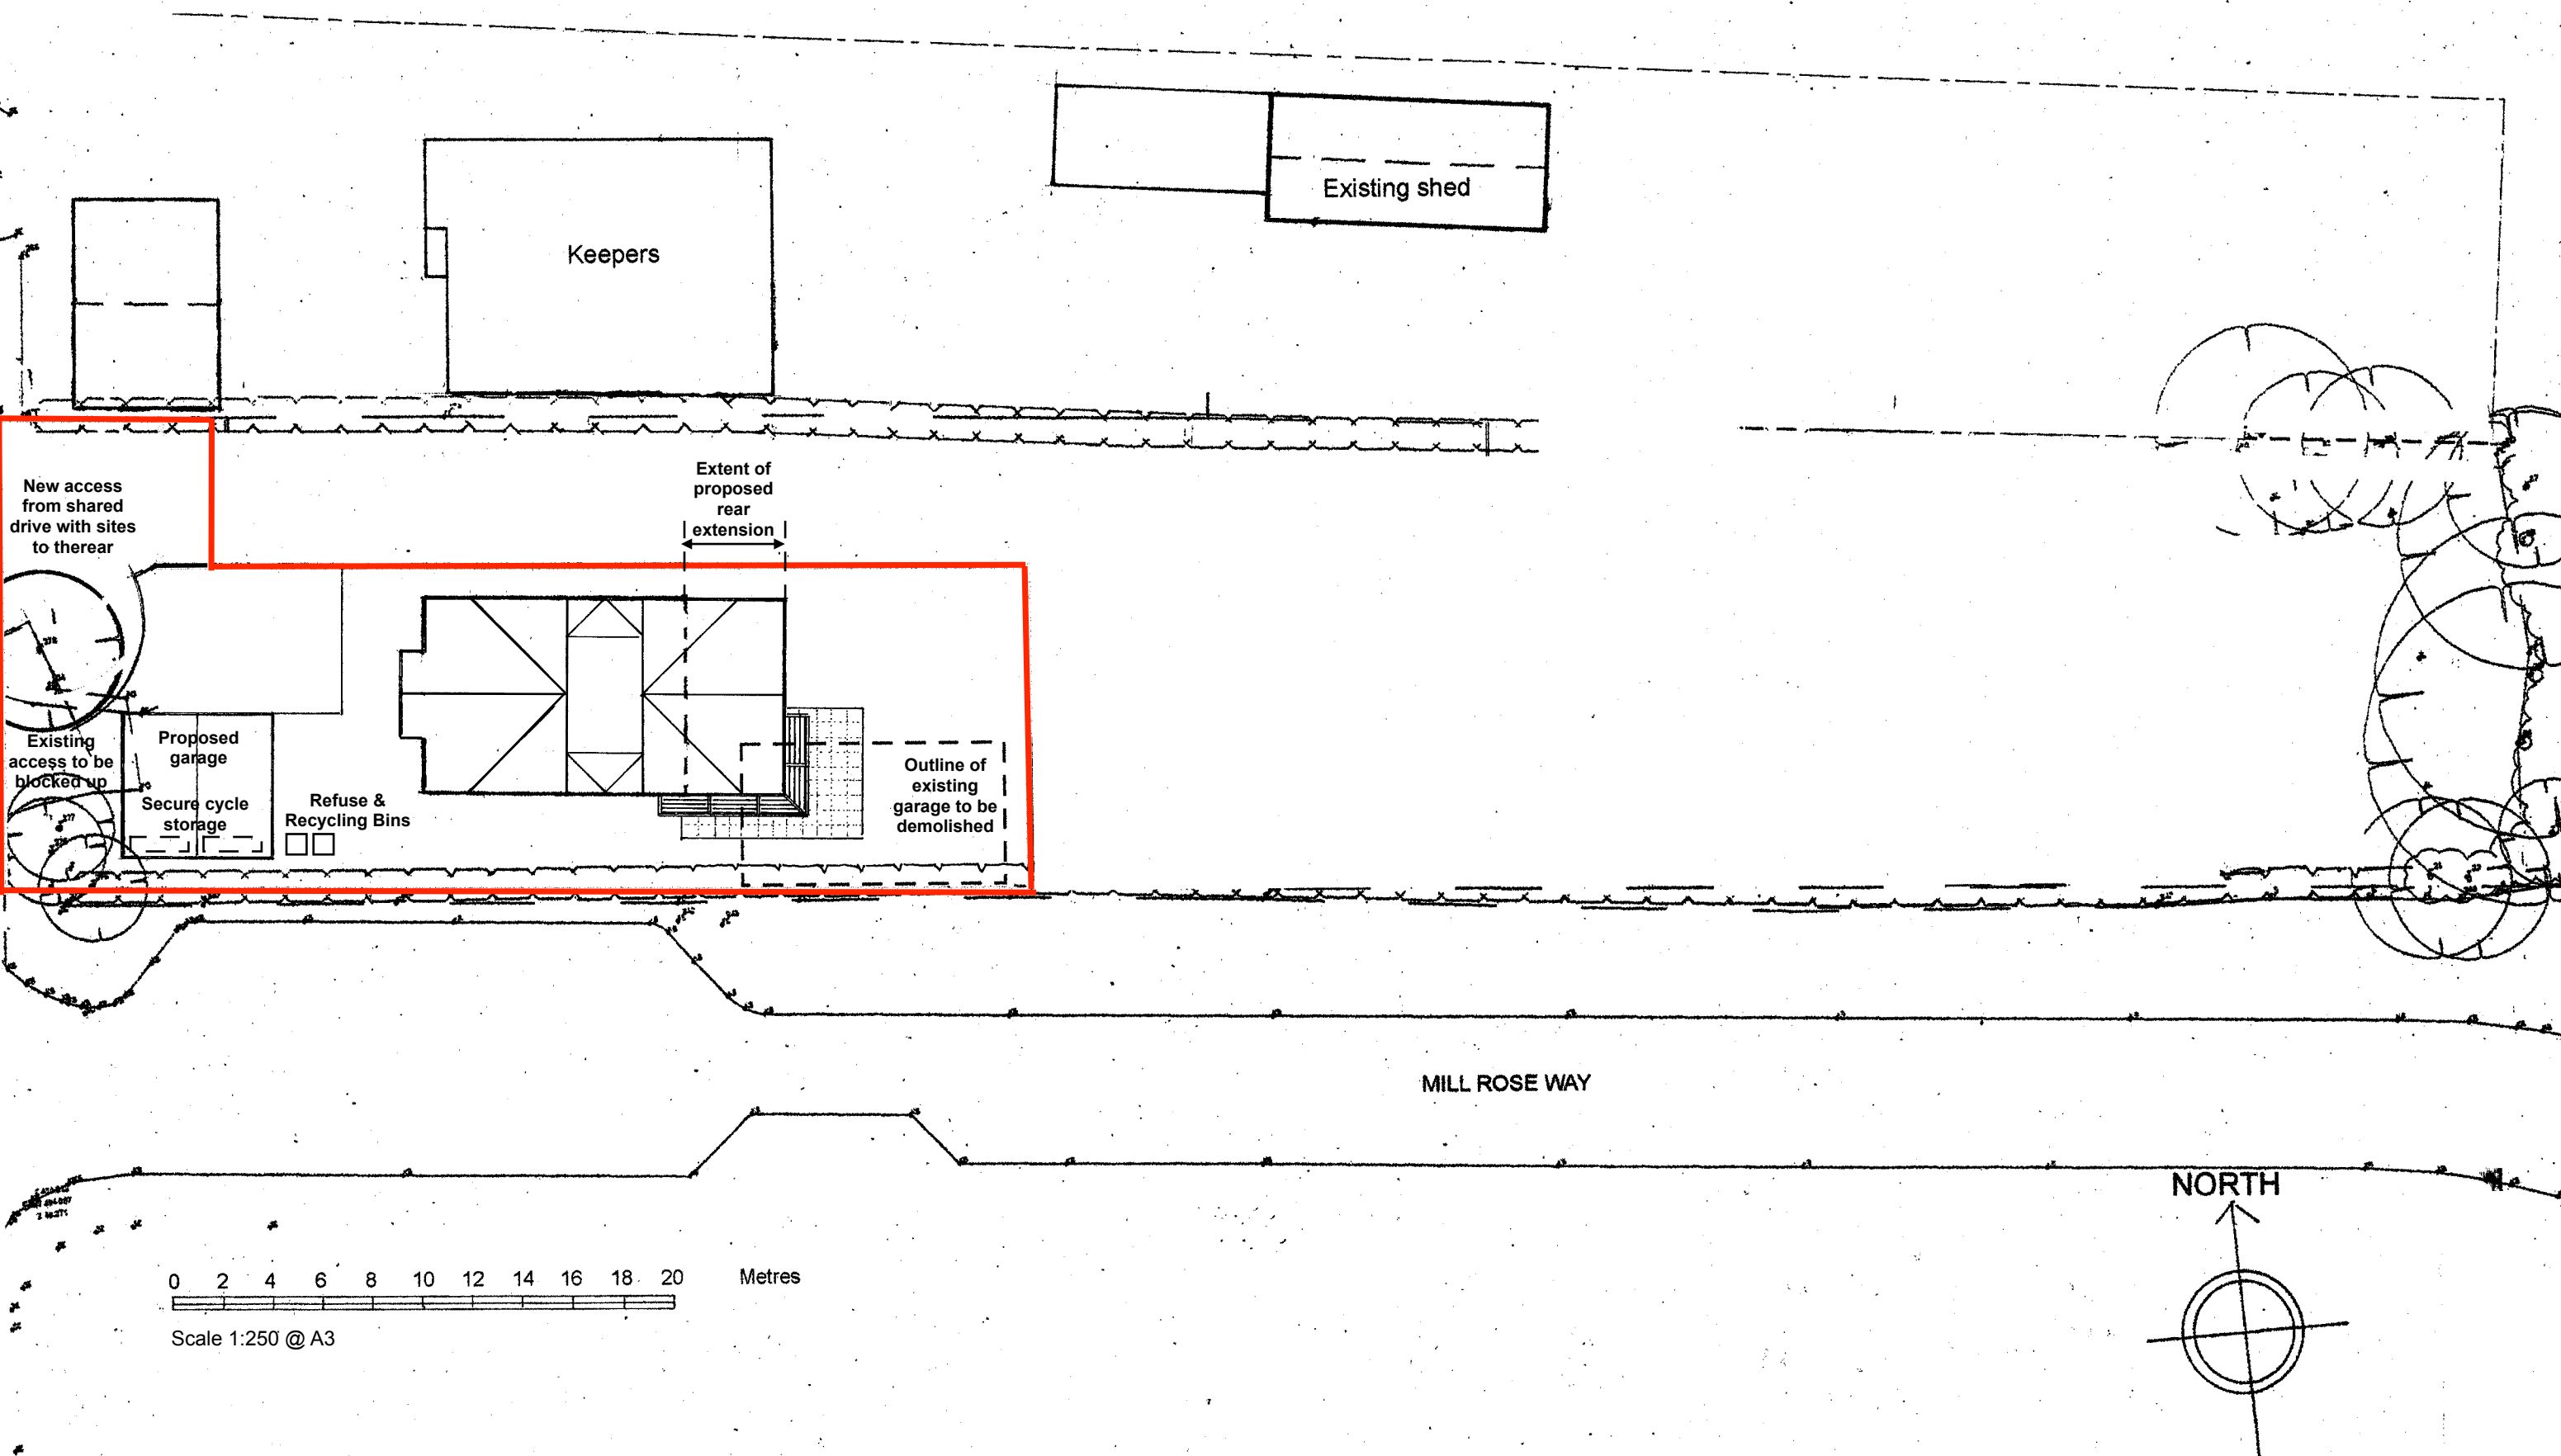 Existing shed
Keepers
Extent of
proposed
rear
extension
New access
from shared
drive with sites
to therear
Existing
access to be
blocked up
Proposed
garage
Secure cycle
storage
Refuse &
Recycling Bins
Outline of
existing
garage to be
demolished
MILL ROSE WAY
NORTH
0 2 4 6 8 10 12 14 16 18 20 Metres
Scale 1:250 @ A3